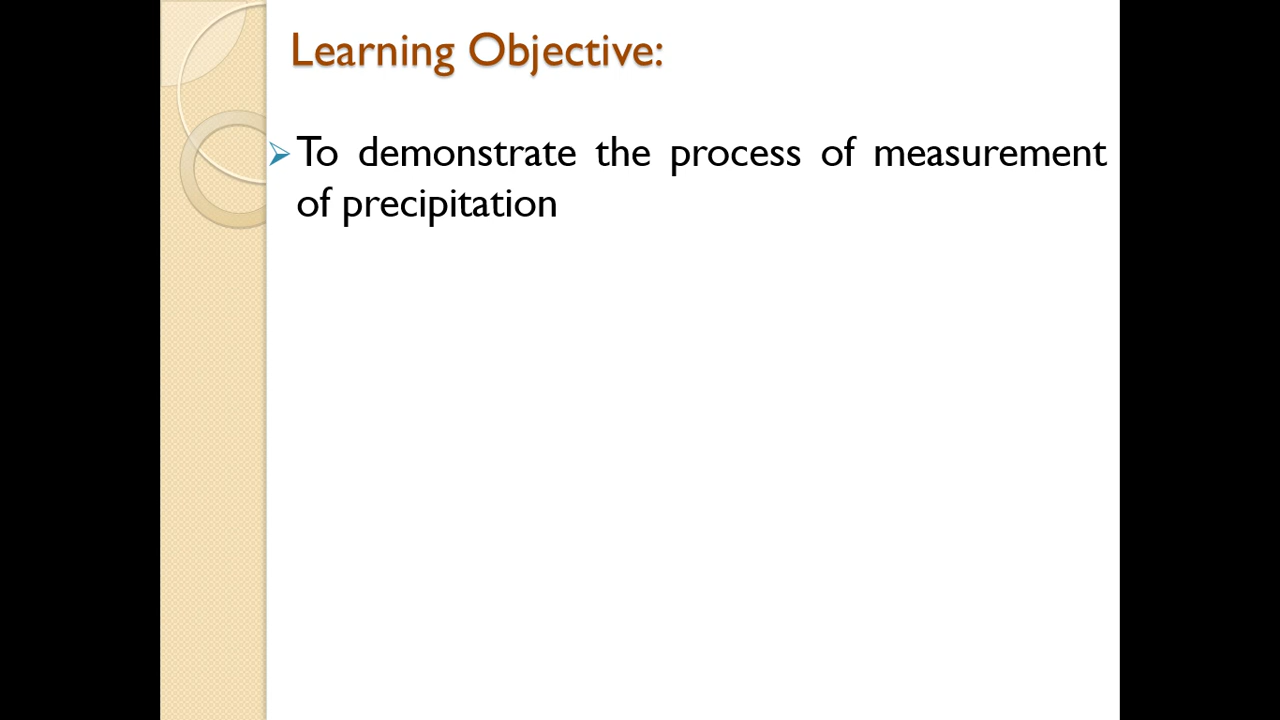 Learning Objective:
To demonstrate the process of measurement
of precipitation